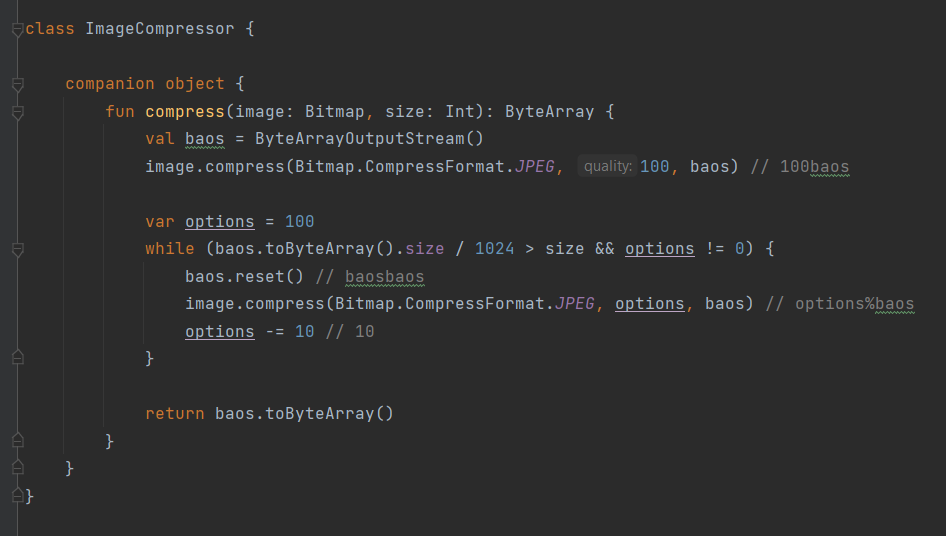 class ImageCompressor {
companion object {
fun compress(image: Bitmap, size: Int): ByteArray {
val baos = ByteArrayOutputStream()
image.compress(Bitmap.CompressFormat.JPEG, quality: 100, baos) // 100baos
var options = 100
while (baos.toByteArray().size / 1024 > size && options != 0) {
baos.reset() // baosbaos
image.compress(Bitmap.CompressFormat.JPEG, options, baos) // options%baos
options -= 10 // 10
}
return baos.toByteArray()
}
}
}